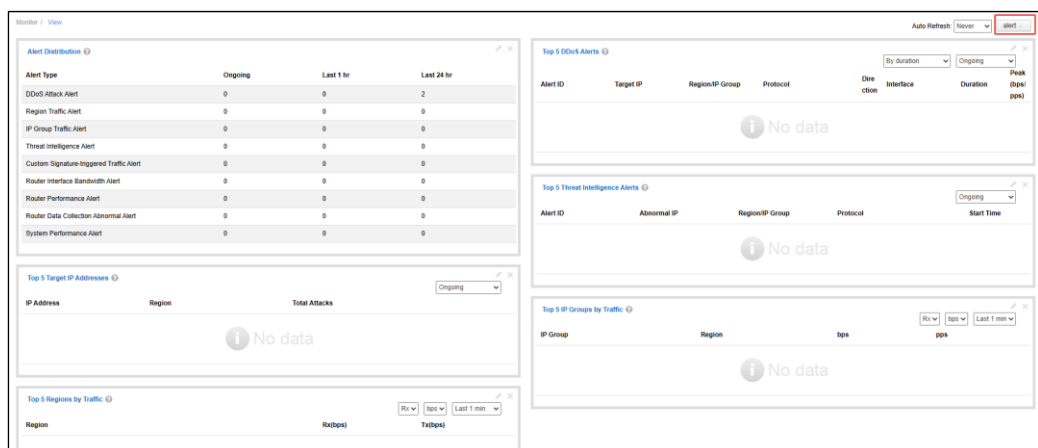 Monitor / View
Auto Refresh: Never alert
Alert Distribution
Alert Type Ongoing Last 1 hr Last 24 hr
DDoS Attack Alert 0 0 2
Region Traffic Alert 0 0 0
IP Group Traffic Alert 0 0 0
Threat Intelligence Alert 0 0 0
Custom Signature-triggered Traffic Alert 0 0 0
Router Interface Bandwidth Alert 0 0 0
Router Performance Alert 0 0 0
Router Data Collection Abnormal Alert 0 0 0
System Performance Alert 0 0 0
Top 5 Target IP Addresses
Ongoing
IP Address Region Total Attacks
No data
Top 5 Regions by Traffic
Rx bps Last 1 min
Region Rx(bps) Tx(bps)
Top 5 DDoS Alerts
By duration Ongoing
Alert ID Target IP Region/IP Group Protocol Dire
ction Interface Duration Peak
(bps/
pps)
No data
Top 5 Threat Intelligence Alerts
Ongoing
Alert ID Abnormal IP Region/IP Group Protocol Start Time
No data
Top 5 IP Groups by Traffic
Rx bps Last 1 min
IP Group Region bps pps
No data